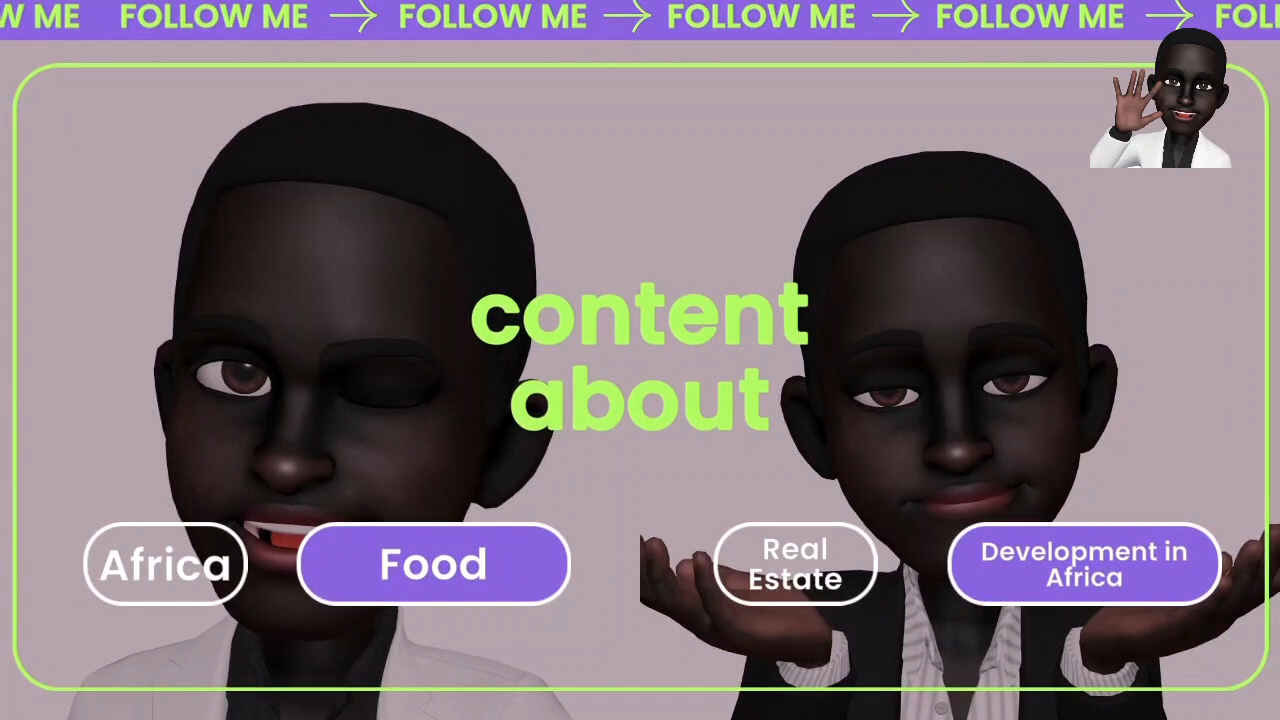 W ME FOLLOW ME FOLLOW ME FOLLOW ME FOLLOW ME FOLL
content
about
Africa
Food
Real
Estate
Development in
Africa